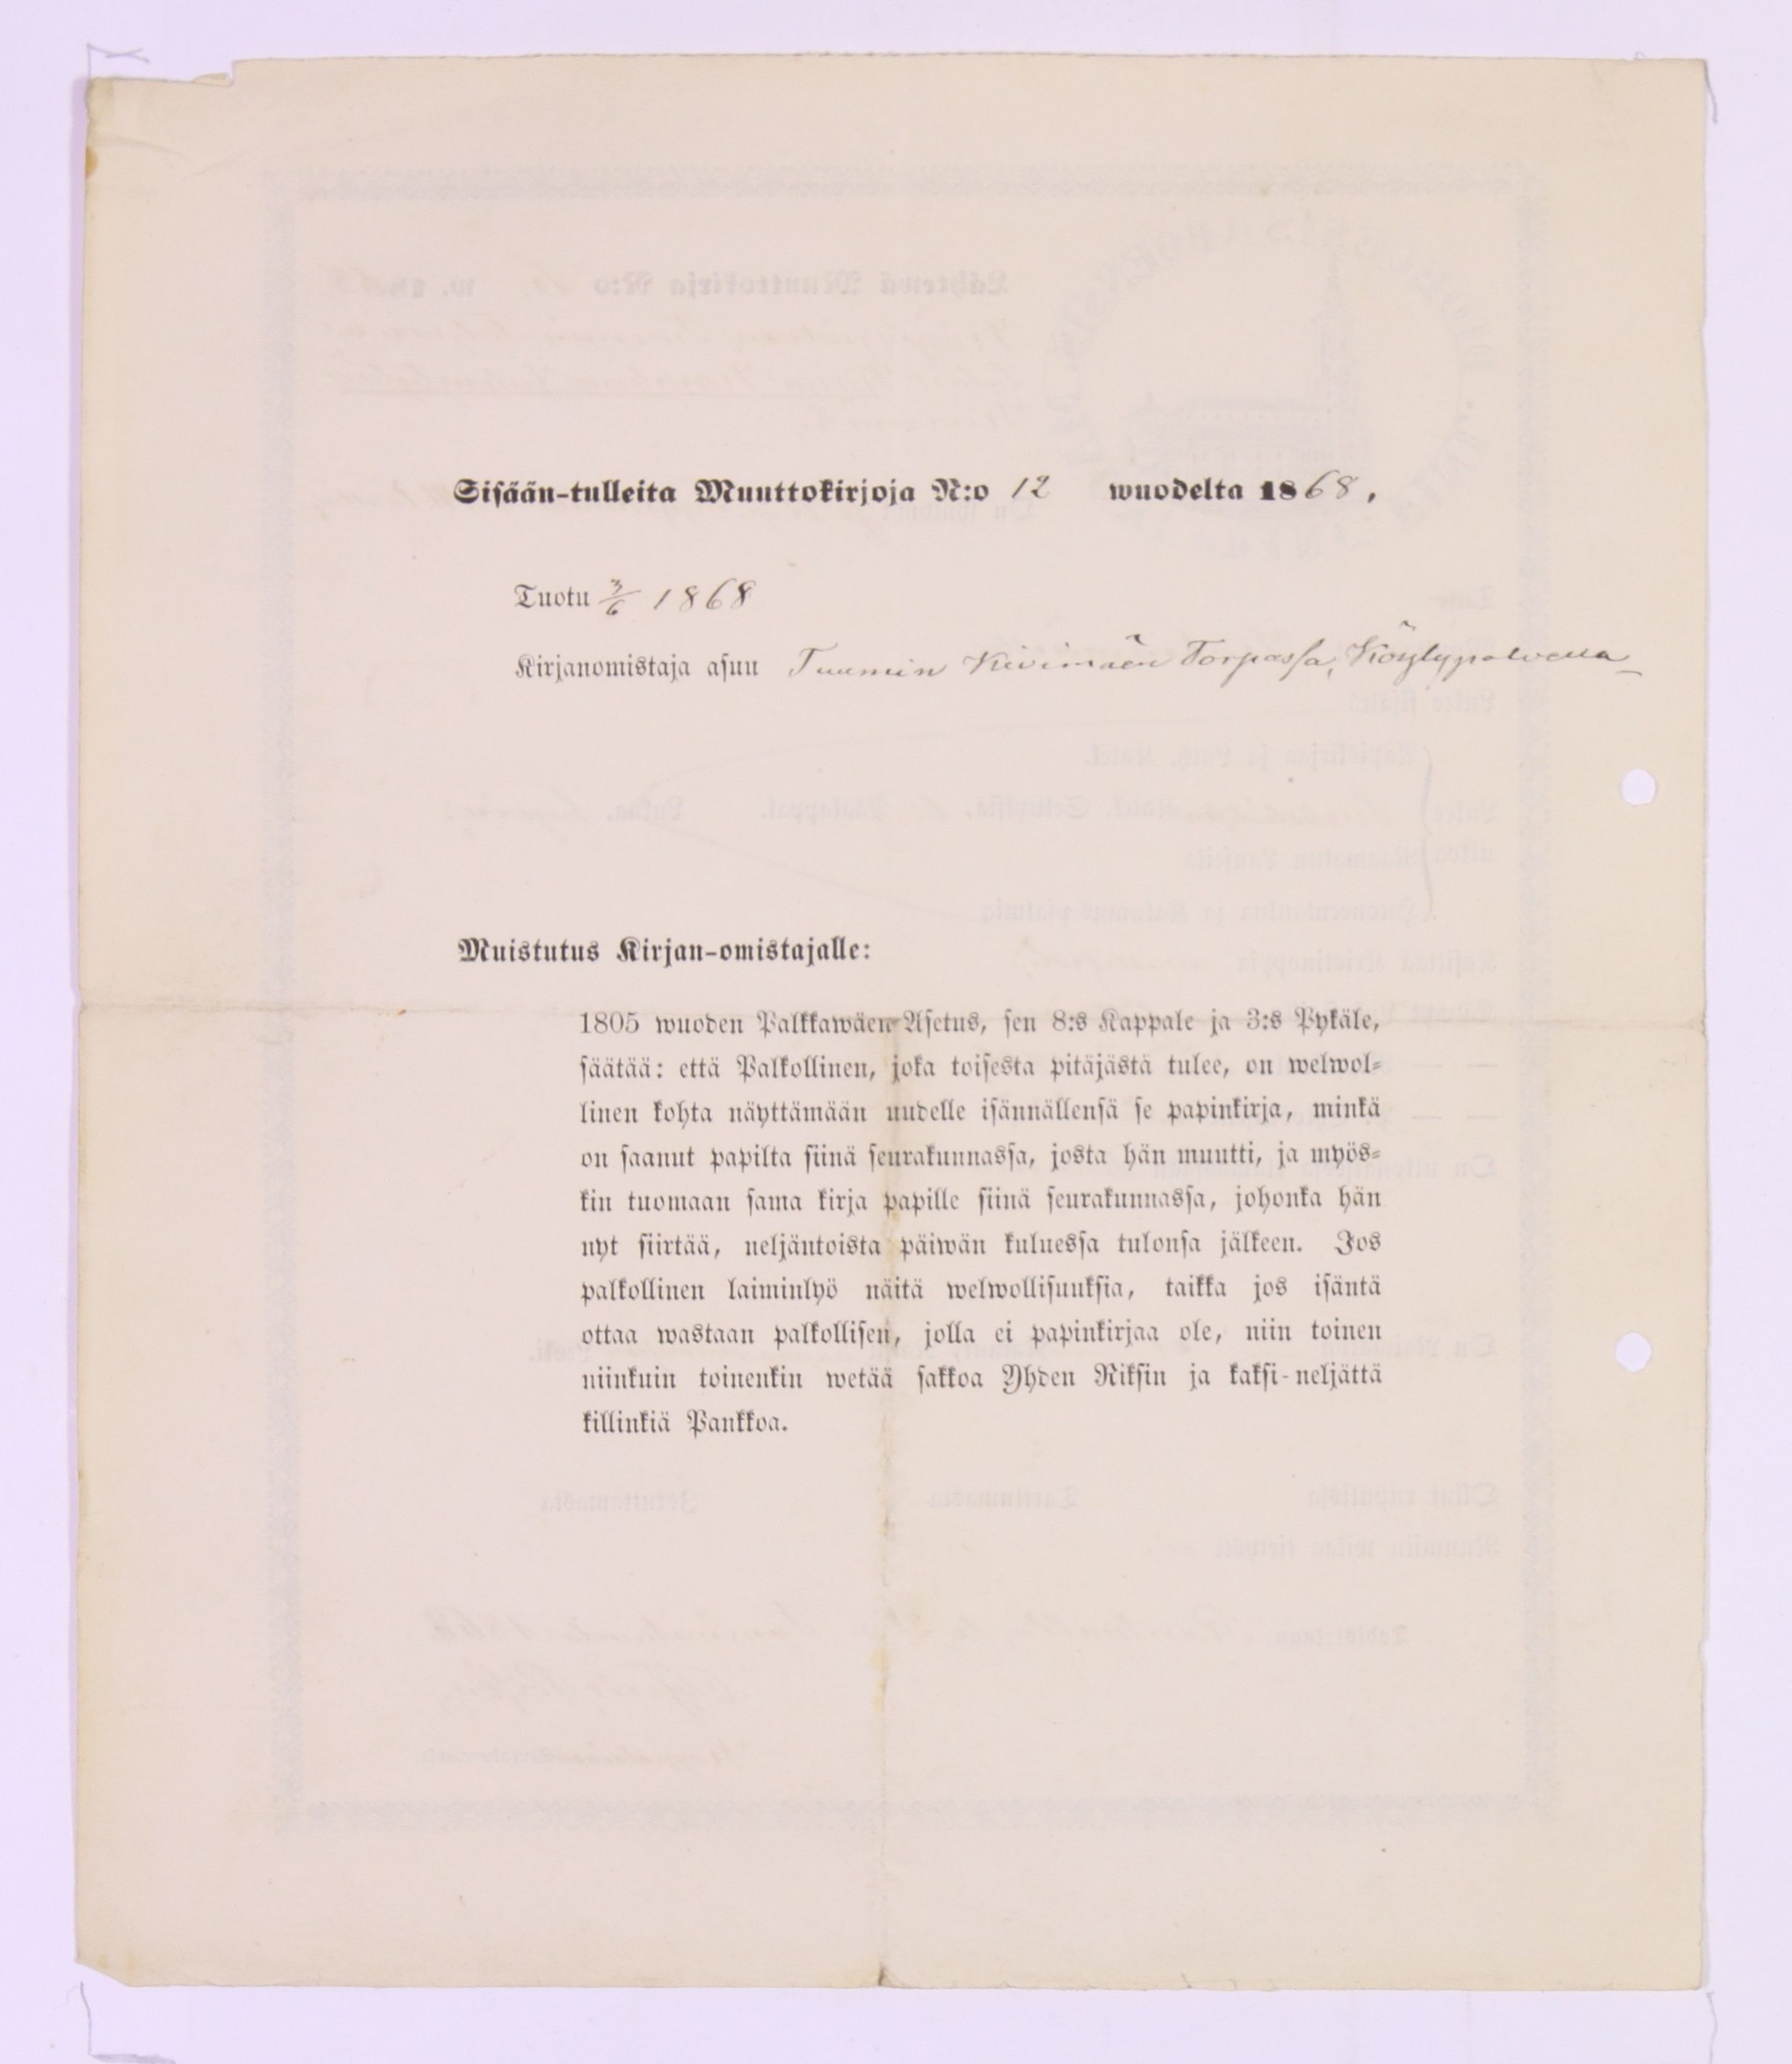 Sisään-tulleita Muuttokirjoja N:o 12 wuodelta 1868,
Tuotu 3/6 1868
Kirjanomistaja asuu Tuumin Kivimäen Torpassa, Köylypolvella
Muistutus Kirjan-omistajalle:
1805 wuoden Palkkawäen Asetus, sen 8:s Kappale ja 3:s Pykäle,
säätää: että Palkollinen, joka toisesta pitäjästä tulee, on welwol-
linen kohta näyttämään uudelle isännällensä se papinkirja, minkä
on saanut papilta siinä seurakunnassa, josta hän muutti, ja myös-
kin tuomaan sama kirja papille siinä seurakunnassa, johonka hän
nyt siirtää, neljäntoista päiwän kuluessa tulonsa jälkeen. Jos
palkollinen laiminlyö näitä welwollisuuksia, taikka jos isäntä
ottaa wastaan palkollisen, jolla ei papinkirjaa ole, niin toinen
niinkuin toinenkin wetää sakkoa Yhden Riksin ja kaksi-neljättä
killinkiä Pankkoa.